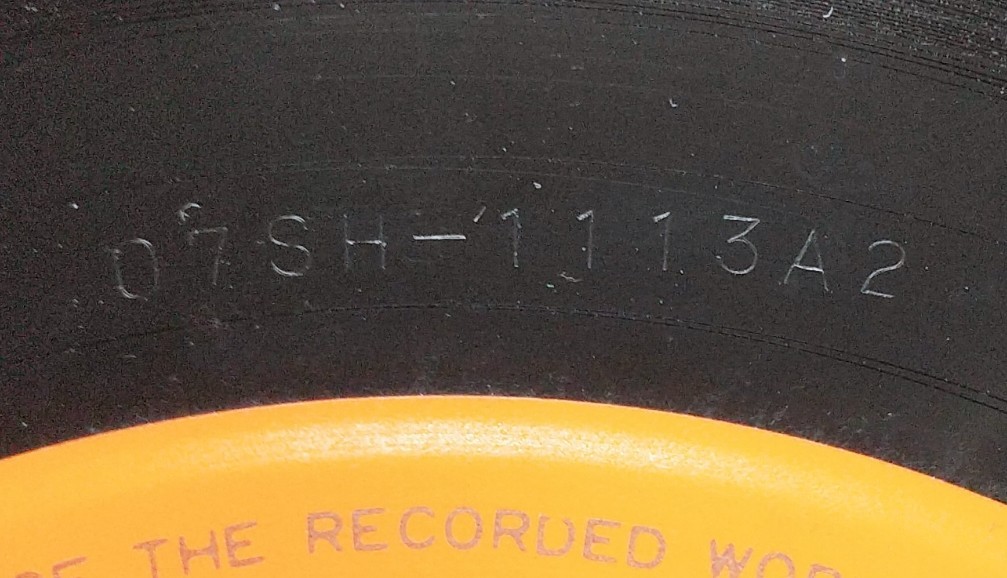 07SH-1113A2
THE RECORDED